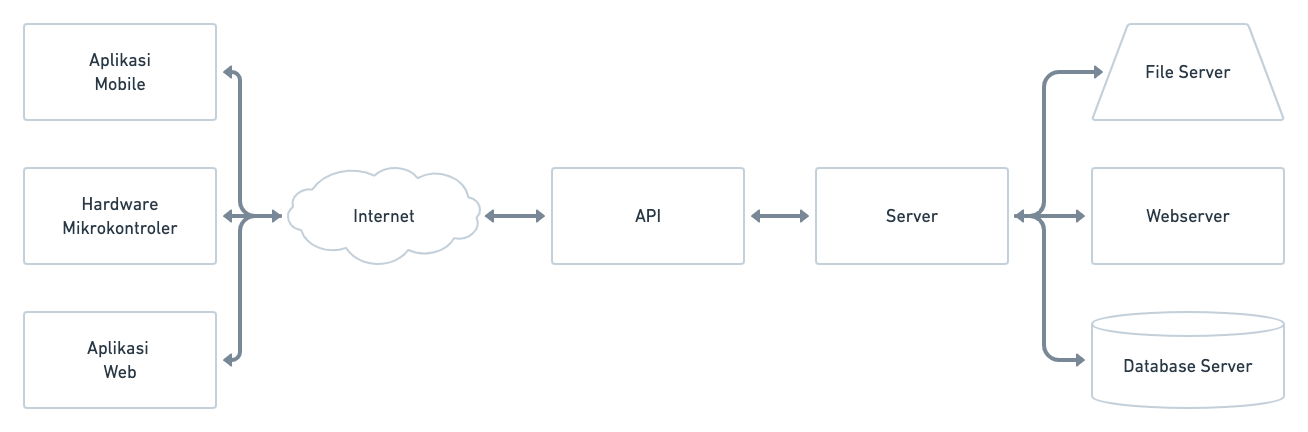 Aplikasi
Mobile
Hardware
Mikrokontroler
Aplikasi
Web
Internet
API
Server
File Server
Webserver
Database Server